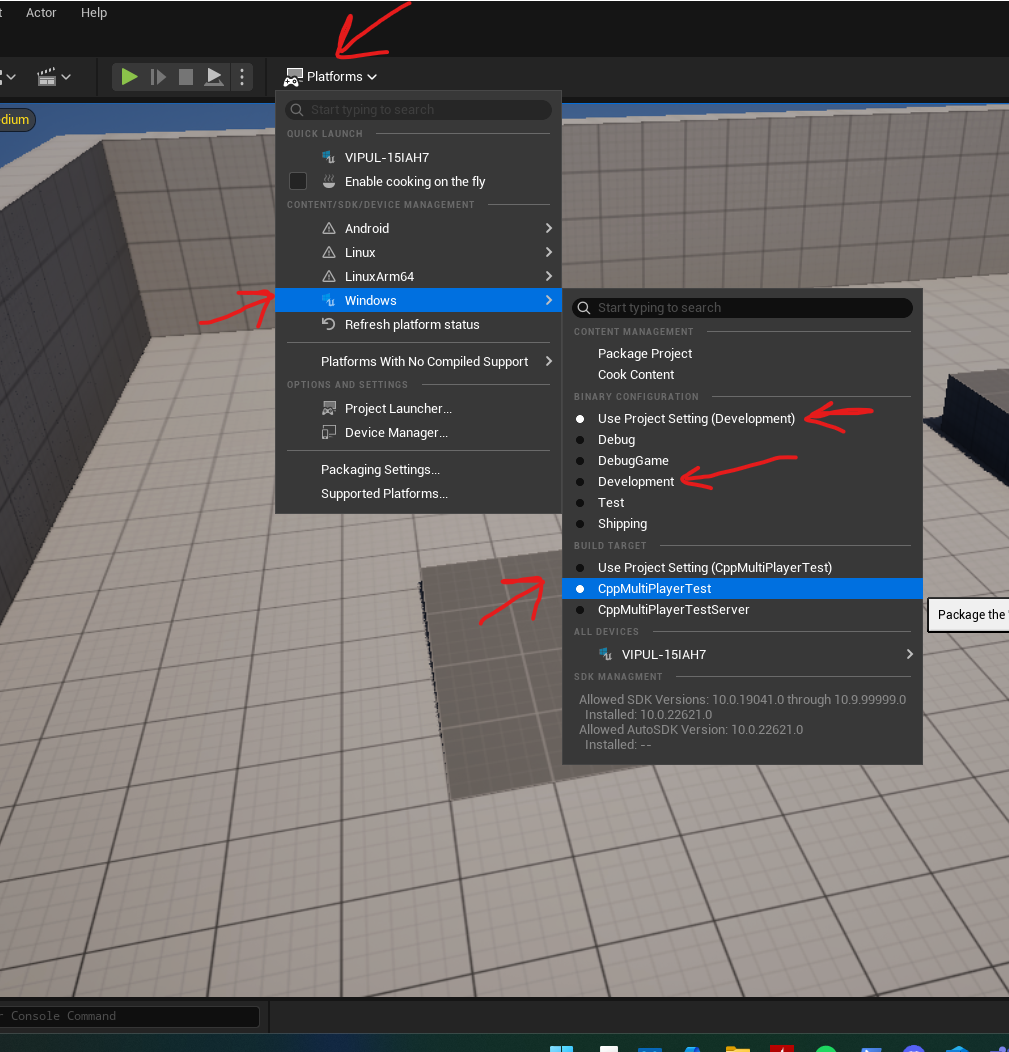 Actor Help
Platforms
Start typing to search
QUICK LAUNCH
VIPUL-15IAH7
Enable cooking on the fly
CONTENT/SDK/DEVICE MANAGEMENT
Android
Linux
LinuxArm64
Windows
Refresh platform status
Platforms With No Compiled Support
OPTIONS AND SETTINGS
Project Launcher...
Device Manager...
Packaging Settings...
Supported Platforms...
Start typing to search
CONTENT MANAGEMENT
Package Project
Cook Content
BINARY CONFIGURATION
Use Project Setting (Development)
Debug
DebugGame
Development
Test
Shipping
BUILD TARGET
Use Project Setting (CppMultiPlayerTest)
CppMultiPlayerTest
CppMultiPlayerTestServer
ALL DEVICES
VIPUL-15IAH7
SDK MANAGMENT
Allowed SDK Versions: 10.0.19041.0 through 10.9.99999.0
Installed: 10.0.22621.0
Allowed AutoSDK Version: 10.0.22621.0
Installed: --
Package the
Console Command